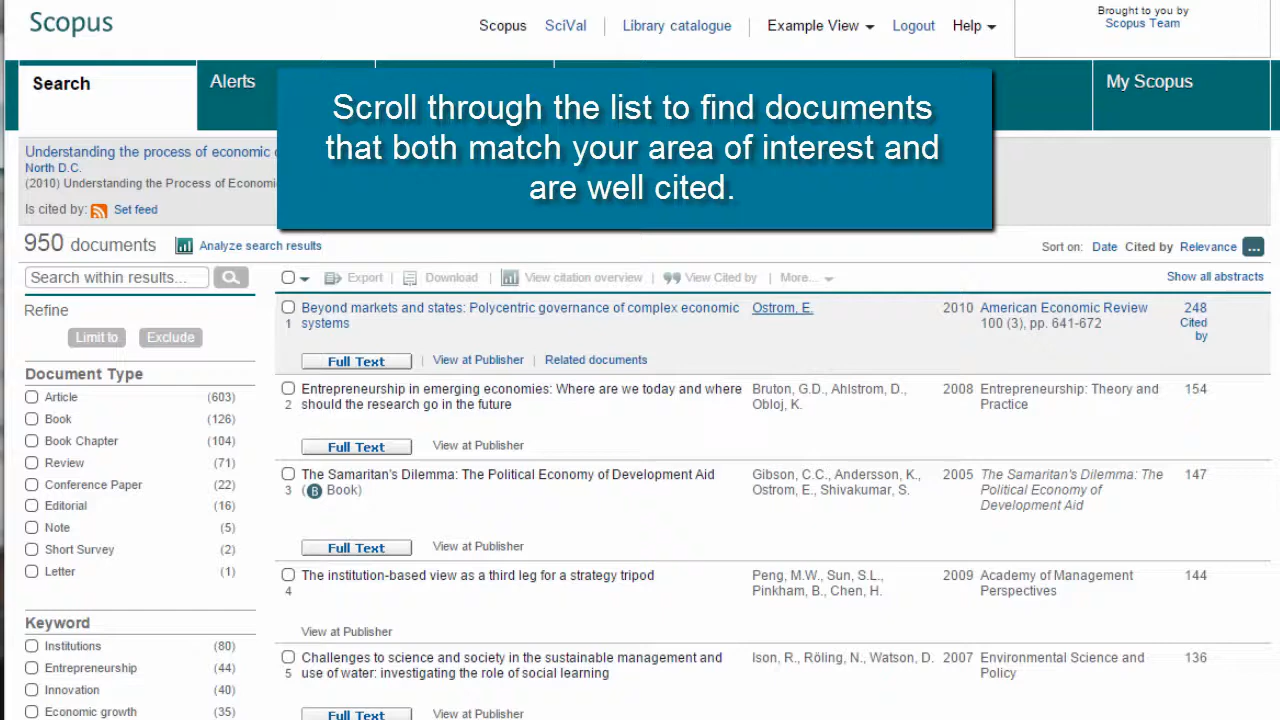 Scopus
Scopus SciVal Library catalogue Example View Logout Help
Brought to you by
Scopus Team
Search Alerts My Scopus
Scroll through the list to find documents
that both match your area of interest and
are well cited.
Understanding the process of economic
North D.C.
(2010) Understanding the Process of Economi
Is cited by: Set feed
950 documents Analyze search results
Sort on: Date Cited by Relevance ...
Search within results...
Export Download View citation overview View Cited by More...
Show all abstracts
Refine
Limit to Exclude
Document Type
Article (603)
Book (126)
Book Chapter (104)
Review (71)
Conference Paper (22)
Editorial (16)
Note (5)
Short Survey (2)
Letter (1)
Keyword
Institutions (80)
Entrepreneurship (44)
Innovation (40)
Economic growth (35)
Beyond markets and states: Polycentric governance of complex economic Ostrom, E. 2010 American Economic Review 248
1 systems 100 (3), pp. 641-672 Cited
by
Full Text View at Publisher Related documents
Entrepreneurship in emerging economies: Where are we today and where Bruton, G.D., Ahlstrom, D., 2008 Entrepreneurship: Theory and 154
2 should the research go in the future Obloj, K. Practice
Full Text View at Publisher
The Samaritan's Dilemma: The Political Economy of Development Aid Gibson, C.C., Andersson, K., 2005 The Samaritan's Dilemma: The 147
3 (B Book) Ostrom, E., Shivakumar, S. Political Economy of
Development Aid
Full Text View at Publisher
The institution-based view as a third leg for a strategy tripod Peng, M.W., Sun, S.L., 2009 Academy of Management 144
4 Pinkham, B., Chen, H. Perspectives
View at Publisher
Challenges to science and society in the sustainable management and Ison, R., Röling, N., Watson, D. 2007 Environmental Science and 136
5 use of water: investigating the role of social learning Policy
Full Text View at Publisher